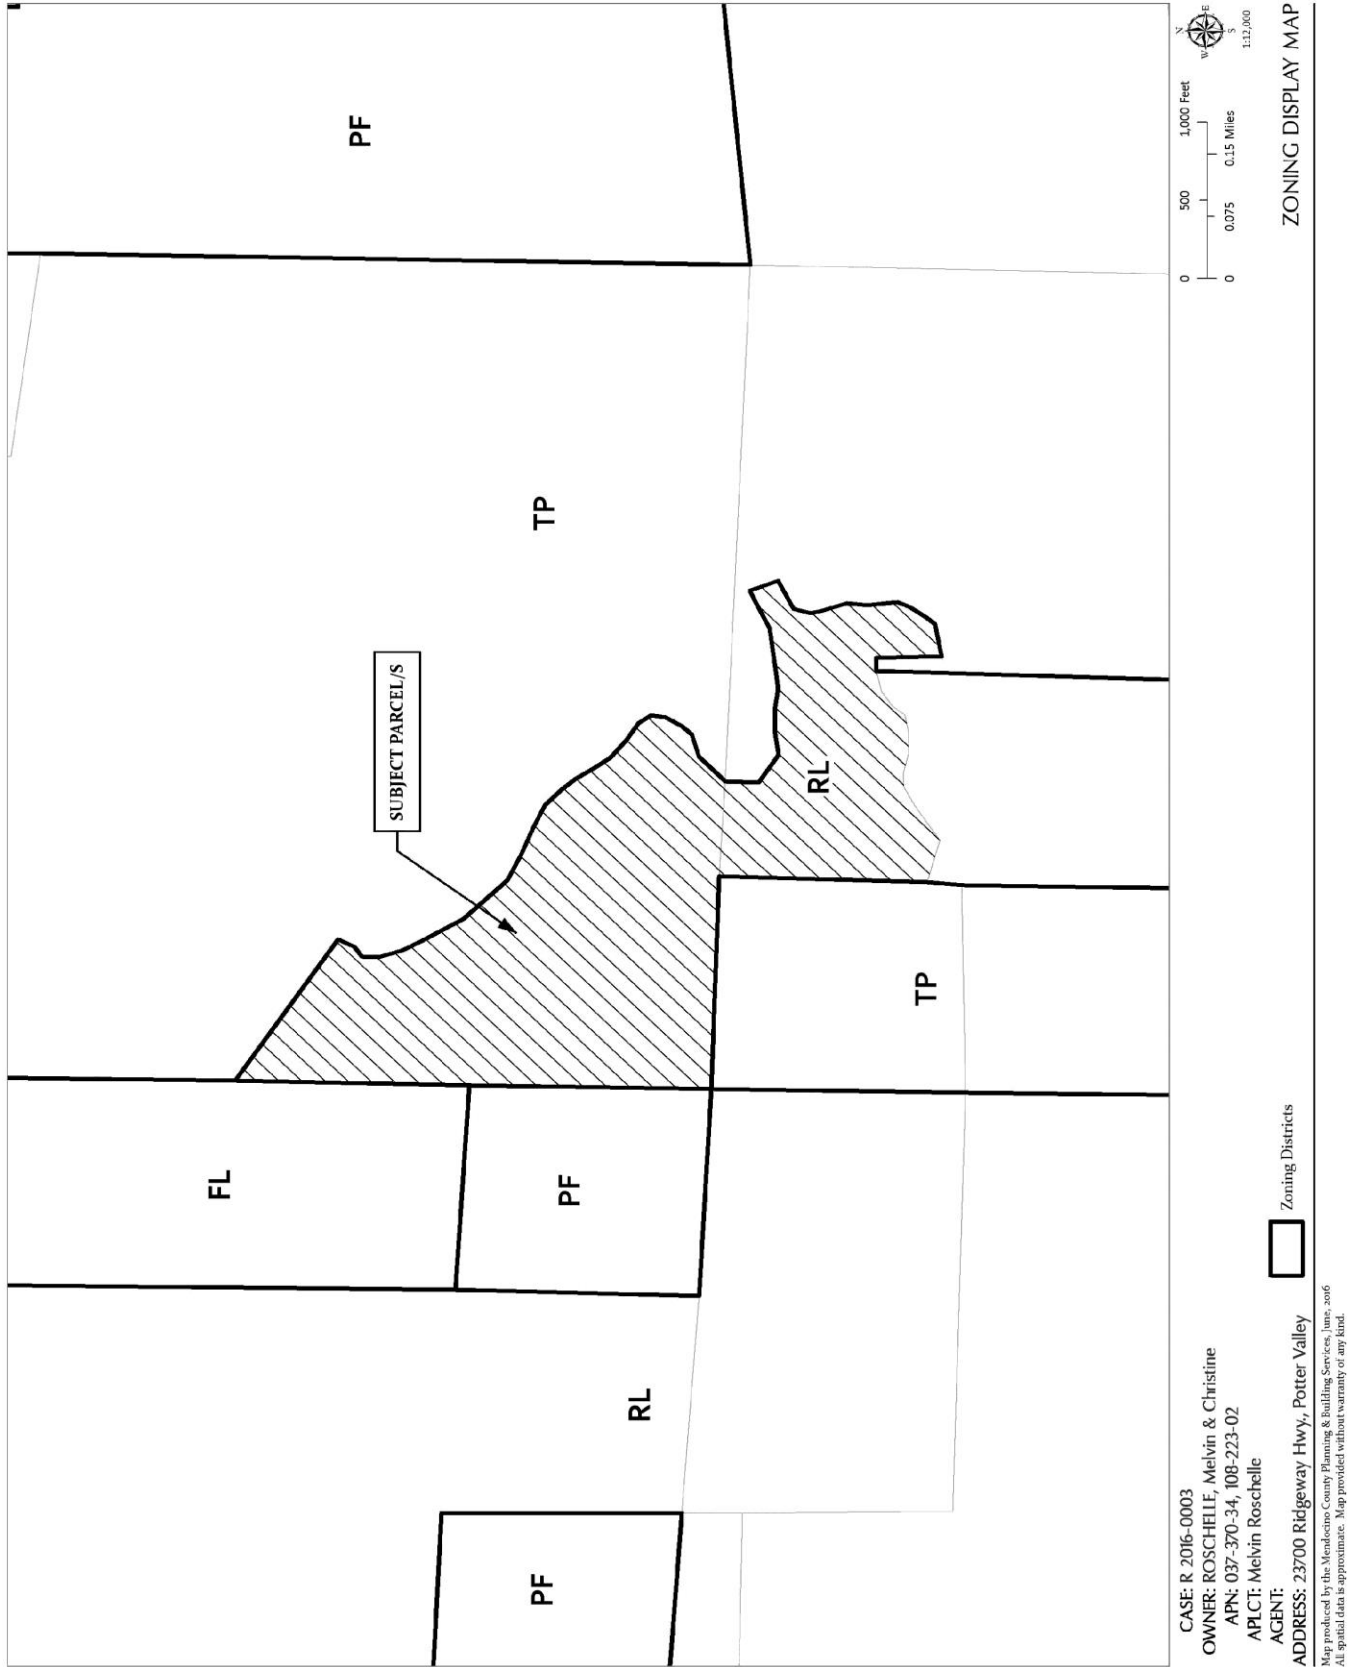 FL
PF
RL
PF
TP
SUBJECT PARCEL/S
TP
RL
PF
CASE: R 2016-0003
OWNER: ROSCHELLE, Melvin & Christine
APN: 037-370-34, 108-223-02
APLCT: Melvin Roschelle
AGENT:
ADDRESS: 23700 Ridgeway Hwy., Potter Valley
Zoning Districts
0 500 1,000 Feet
0 0.075 0.15 Miles
N
E
S
W
1:12,000
ZONING DISPLAY MAP
Map produced by the Mendocino County Planning & Building Services, June, 2016
All spatial data is approximate. Map provided without warranty of any kind.